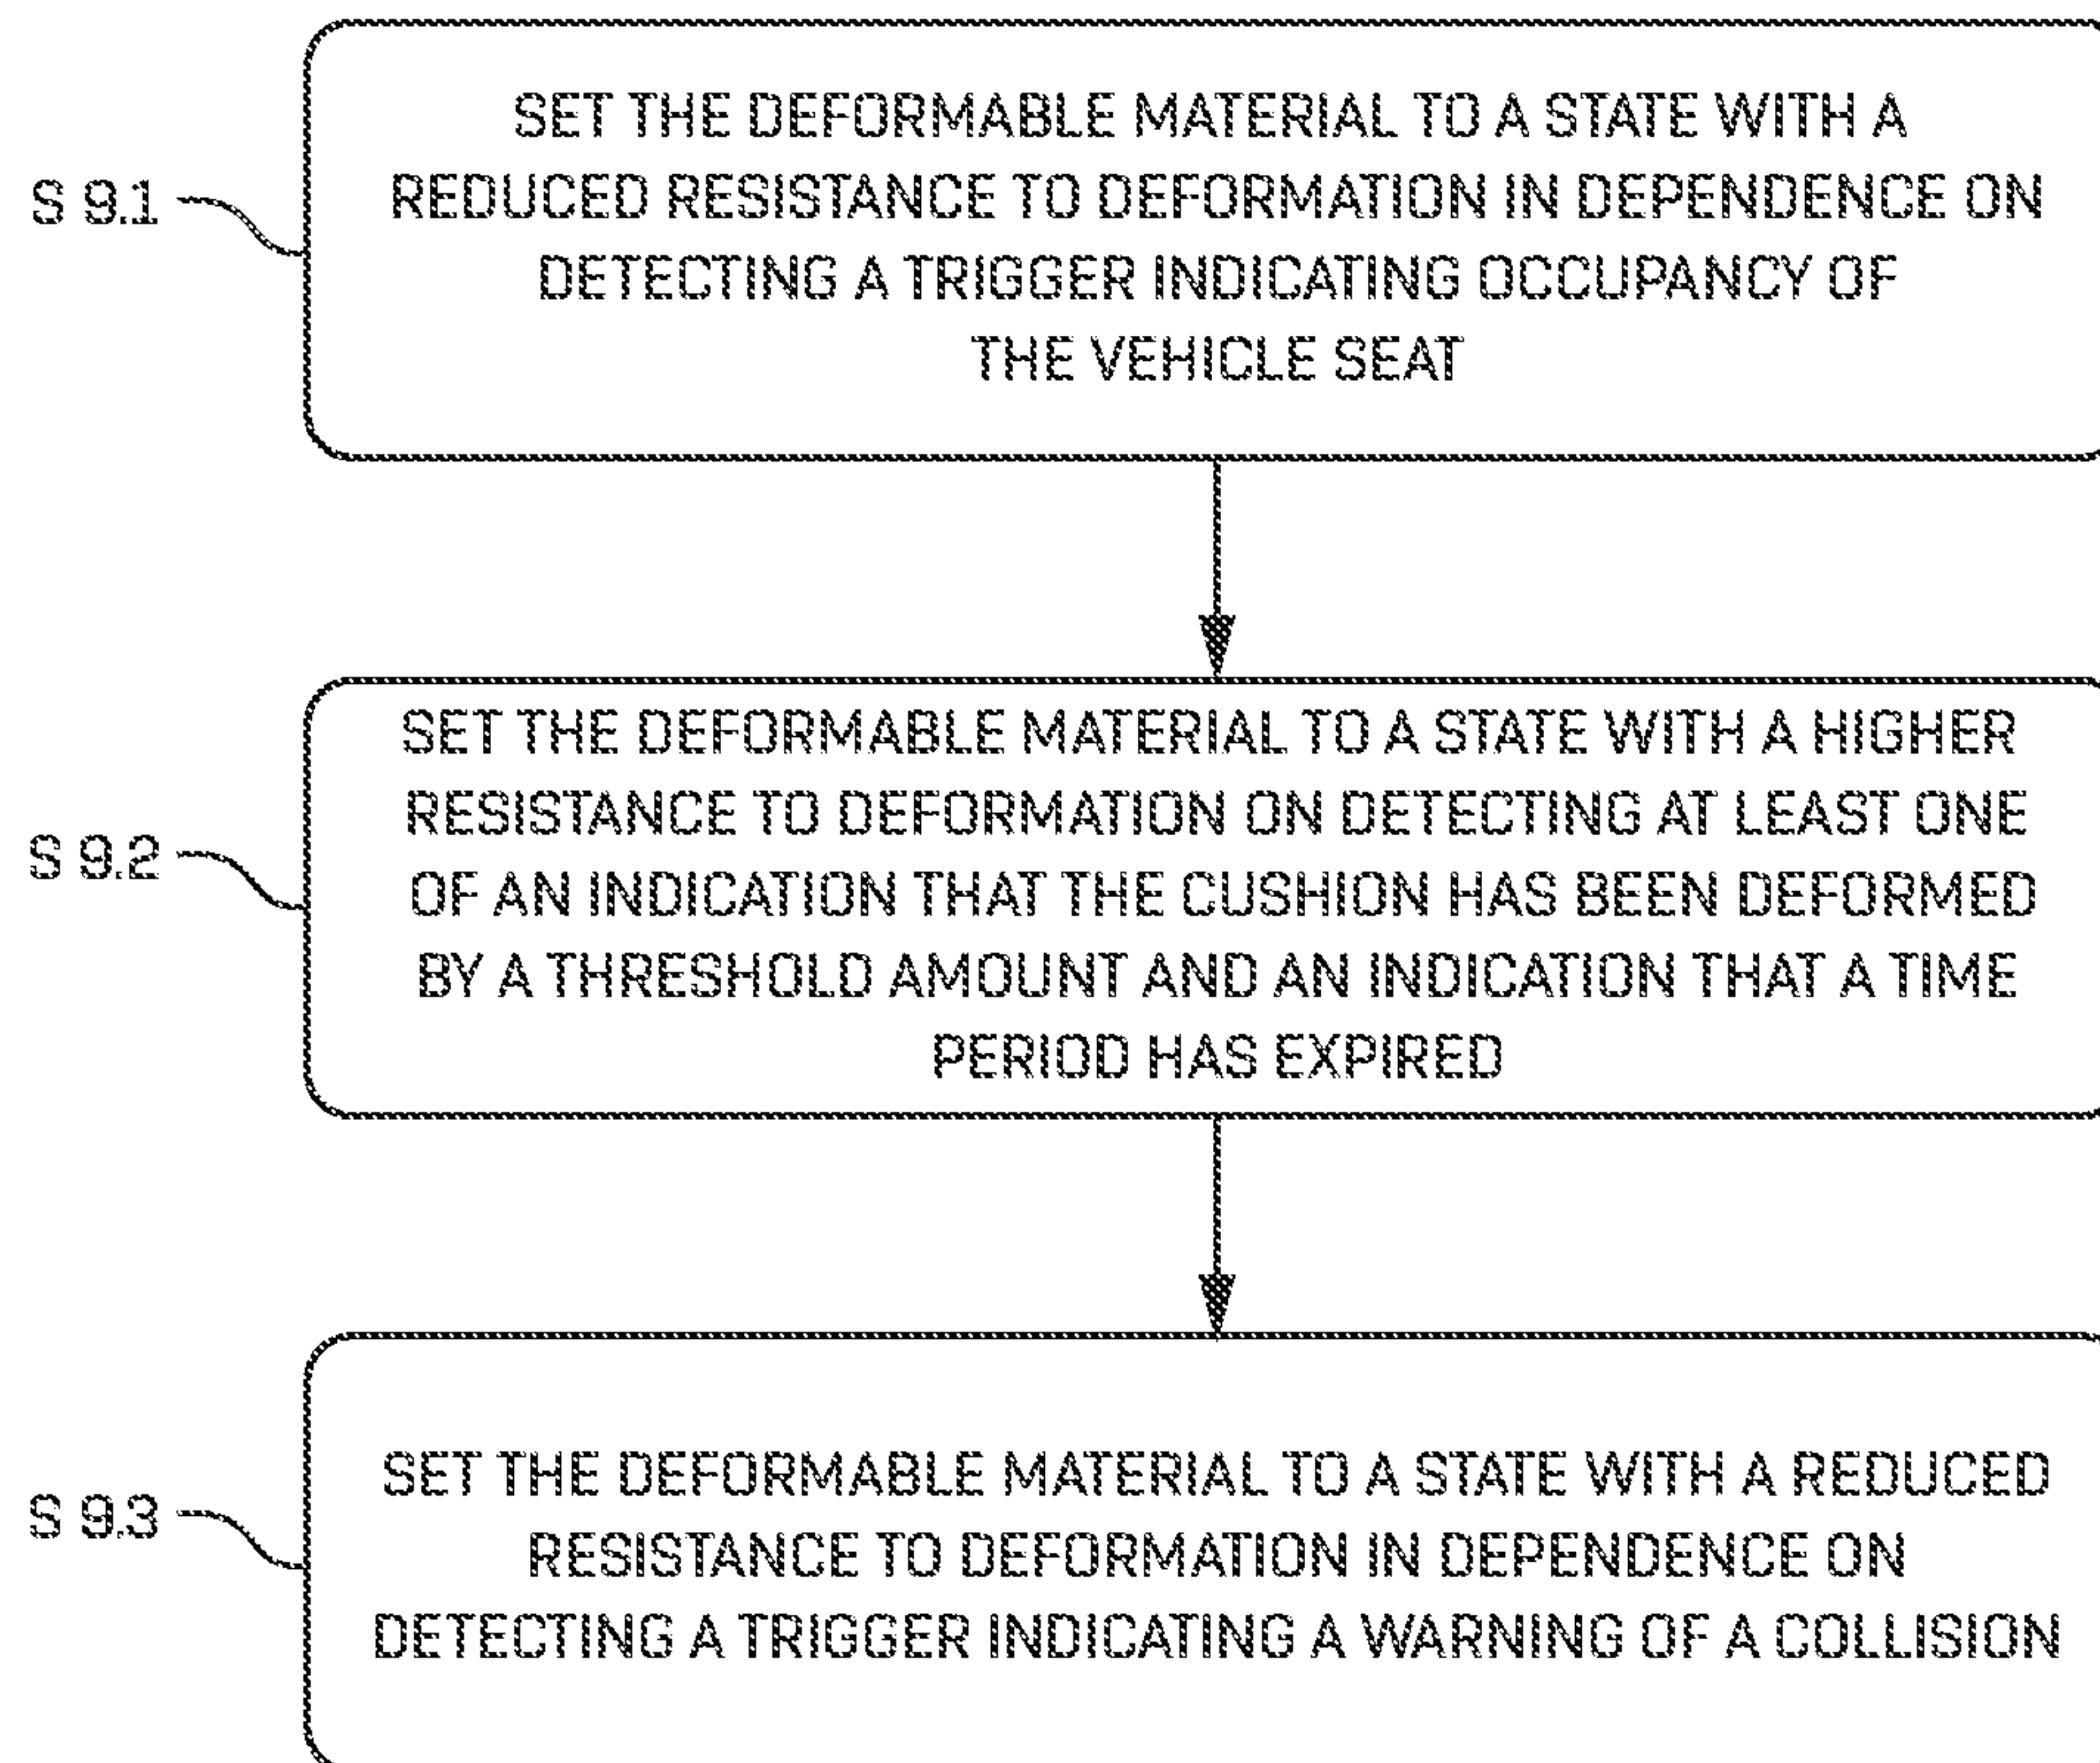 SET THE DEFORMABLE MATERIAL TO A STATE WITH A
REDUCED RESISTANCE TO DEFORMATION IN DEPENDENCE ON
DETECTING A TRIGGER INDICATING OCCUPANCY OF
THE VEHICLE SEAT
S 9.1
SET THE DEFORMABLE MATERIAL TO A STATE WITH A HIGHER
RESISTANCE TO DEFORMATION ON DETECTING AT LEAST ONE
OF AN INDICATION THAT THE CUSHION HAS BEEN DEFORMED
BY A THRESHOLD AMOUNT AND AN INDICATION THAT A TIME
PERIOD HAS EXPIRED
S 9.2
SET THE DEFORMABLE MATERIAL TO A STATE WITH A REDUCED
RESISTANCE TO DEFORMATION IN DEPENDENCE ON
DETECTING A TRIGGER INDICATING A WARNING OF A COLLISION
S 9.3